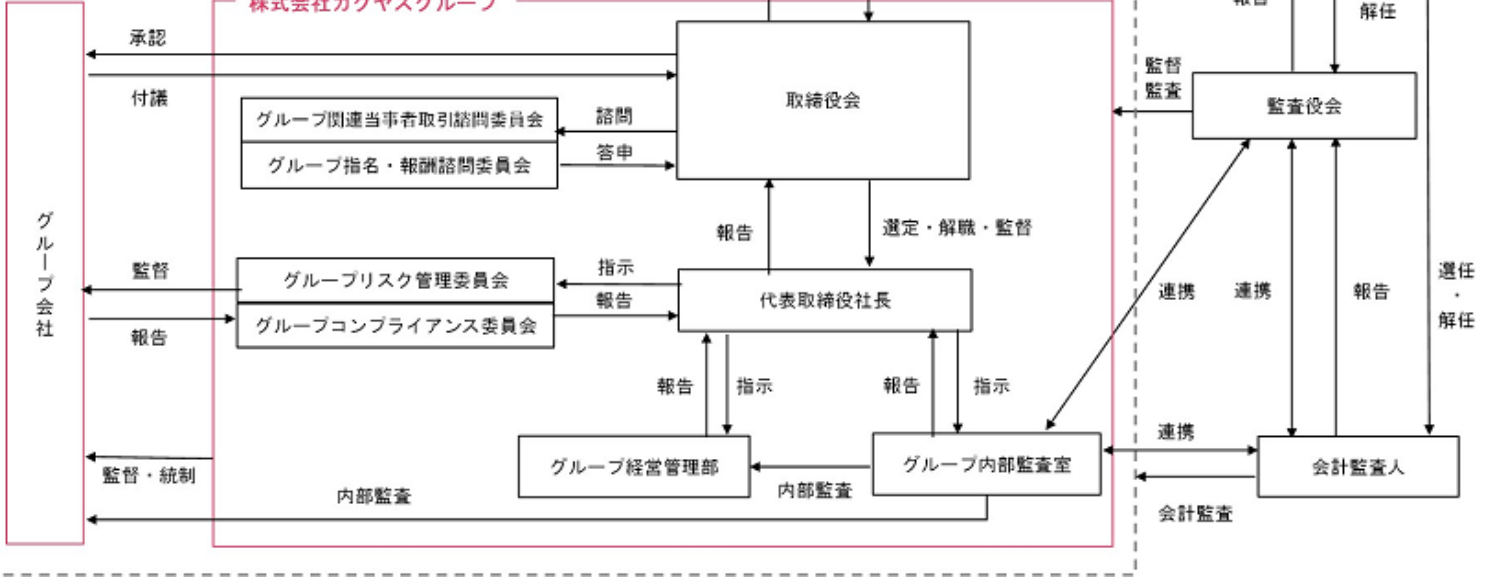 株式会社カクヤスグループ
報告
解任
承認
付議
取締役会
監督
監査
監査役会
グループ関連当事者取引諮問委員会
諮問
答申
グループ指名・報酬諮問委員会
グループ会社
報告
選定・解職・監督
監督
グループリスク管理委員会
指示
報告
代表取締役社長
連携
連携
報告
選任
・
解任
報告
グループコンプライアンス委員会
報告
指示
報告
指示
連携
監督・統制
グループ経営管理部
内部監査
グループ内部監査室
会計監査人
内部監査
会計監査